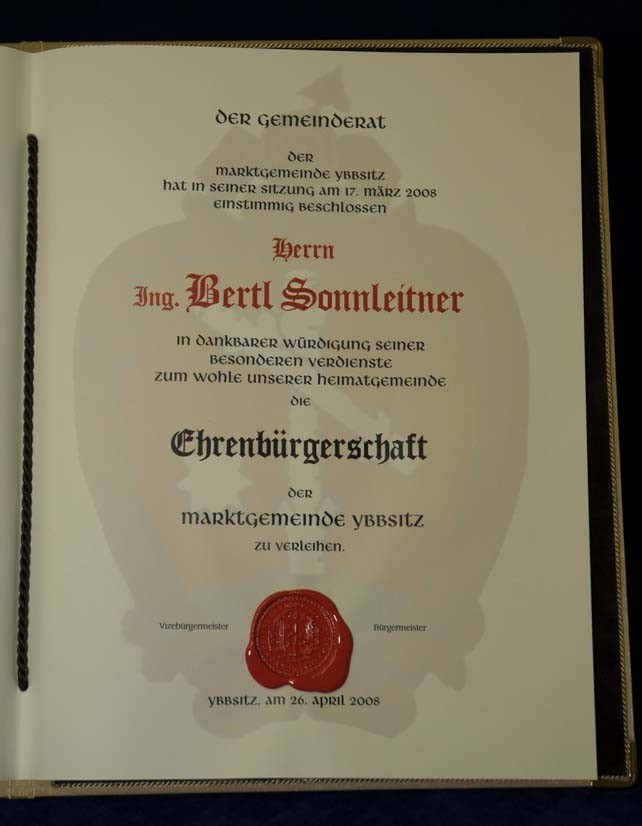 DER GEMEINDERAT
DER
MARKTGEMEINDE YBBSITZ
HAT IN SEINER SITZUNG AM 17. MÄRZ 2008
EINSTIMMIG BESCHLOSSEN
Herrn
Ing. Bertl Sonnleitner
IN DANKBARER WÜRDIGUNG SEINER
BESONDEREN VERDIENSTE
ZUM WOHLE UNSERER HEIMATGEMEINDE
DIE
Ehrenbürgerschaft
DER
MARKTGEMEINDE YBBSITZ
ZU VERLEIHEN.
Vizebürgermeister Bürgermeister
YBBSITZ, AM 26. APRIL 2008